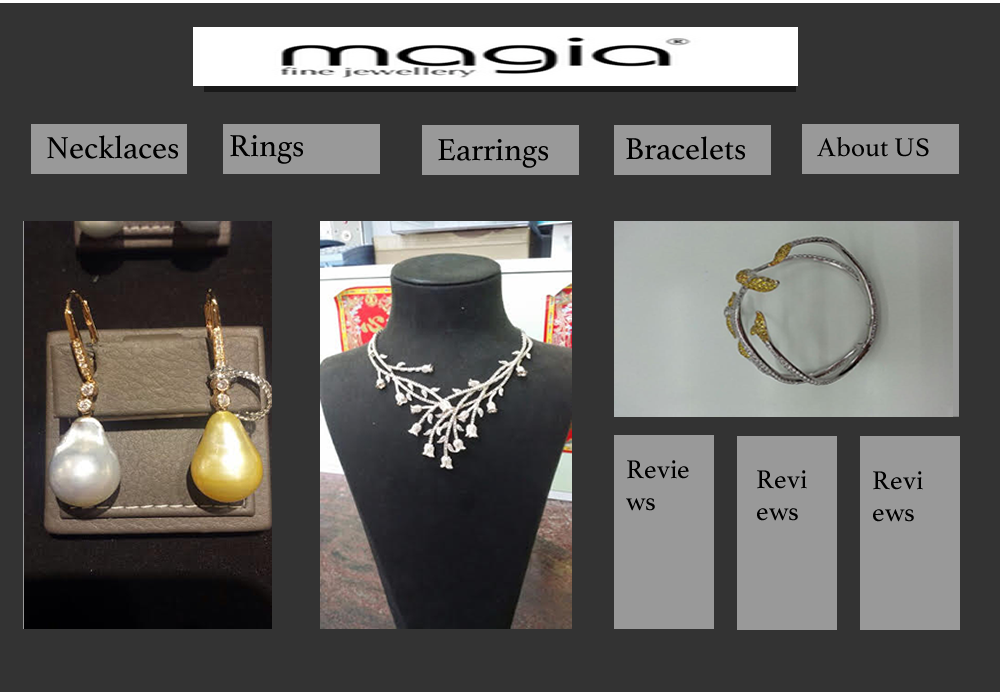 magia®
fine jewellery
Necklaces
Rings
Earrings
Bracelets
About US
Revie
ws
Revi
ews
Revi
ews